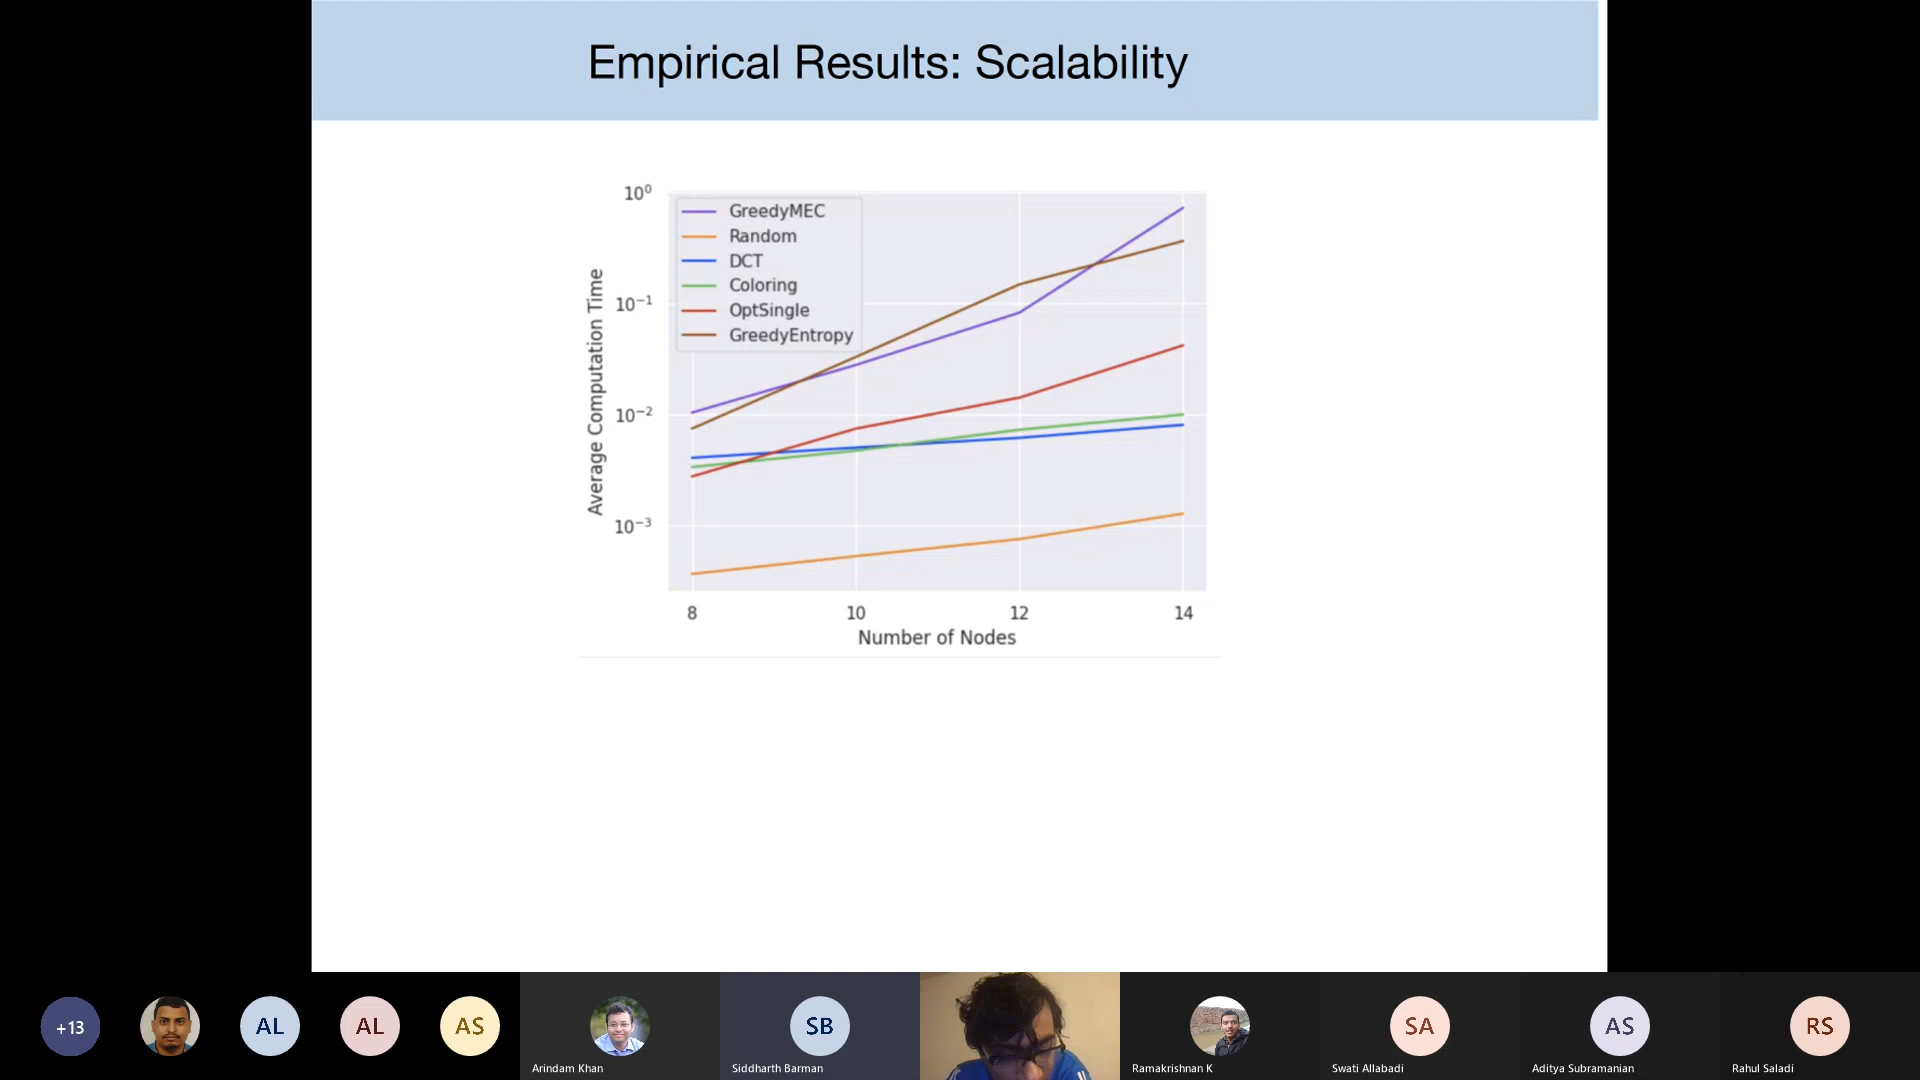 Empirical Results: Scalability
10⁰
10⁻¹
10⁻²
10⁻³
Average Computation Time
GreedyMEC
Random
DCT
Coloring
OptSingle
GreedyEntropy
8 10 12 14
Number of Nodes
+13 AL AL AS SB SA AS RS
Arindam Khan Siddharth Barman Ramakrishnan K Swati Allabadi Aditya Subramanian Rahul Saladi